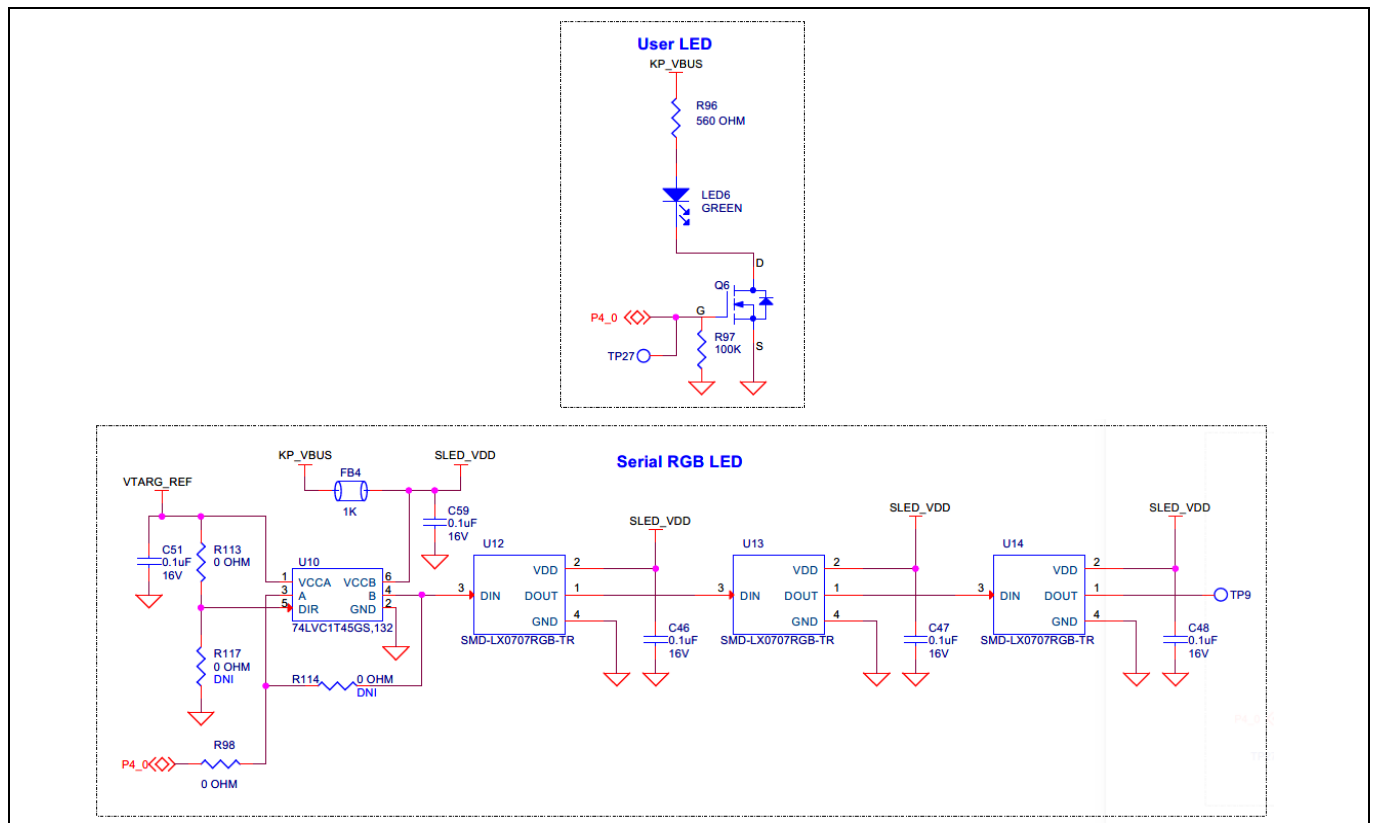 User LED
KP_VBUS
R96
560 OHM
LED6
GREEN
D
Q6
P4_0
G
R97
100K
S
TP27
Serial RGB LED
KP_VBUS
SLED_VDD
FB4
1K
VTARG_REF
C59
0.1uF
16V
C51
0.1uF
16V
R113
0 OHM
U10
1
VCCA
VCCB
6
3
A
B
4
5
DIR
GND
2
74LVC1T45GS,132
R117
0 OHM
DNI
R114
0 OHM
DNI
R98
P4_0
0 OHM
U12
SLED_VDD
VDD
2
3
DIN
DOUT
1
GND
4
SMD-LX0707RGB-TR
C46
0.1uF
16V
U13
SLED_VDD
VDD
2
3
DIN
DOUT
1
GND
4
SMD-LX0707RGB-TR
C47
0.1uF
16V
U14
SLED_VDD
VDD
2
3
DIN
DOUT
1
TP9
GND
4
SMD-LX0707RGB-TR
C48
0.1uF
16V